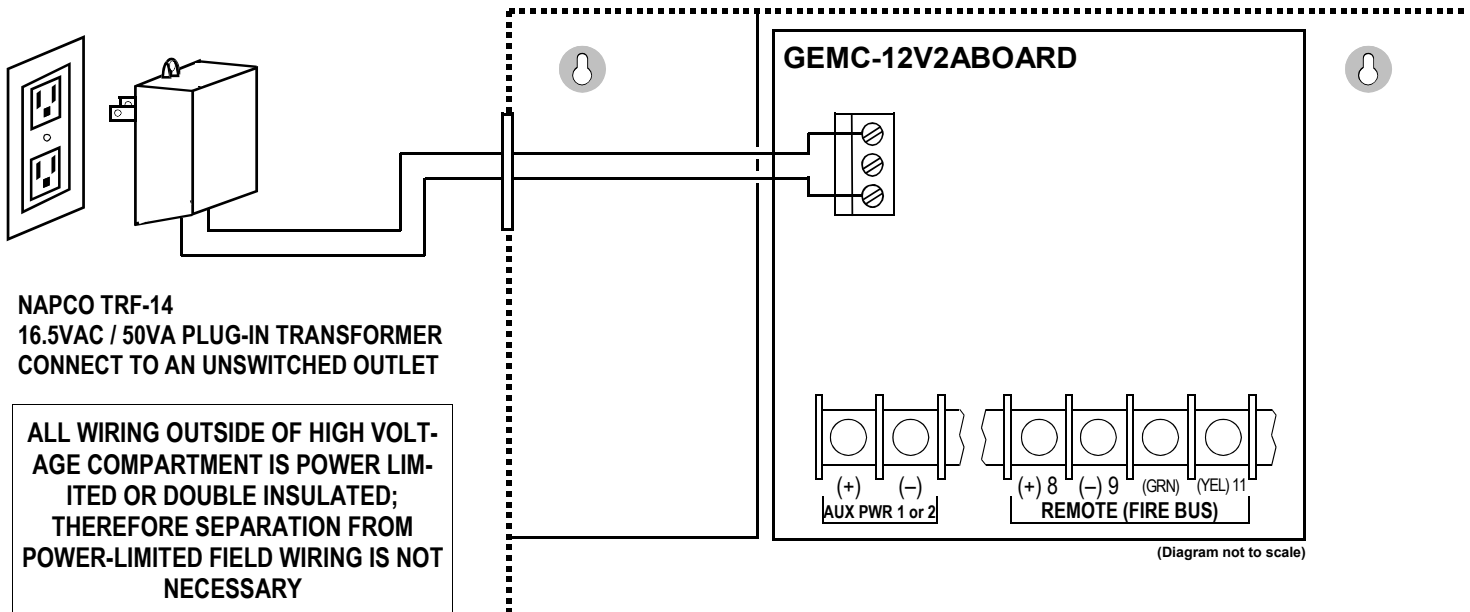 GEMC-12V2ABOARD
NAPCO TRF-14
16.5VAC / 50VA PLUG-IN TRANSFORMER
CONNECT TO AN UNSWITCHED OUTLET
ALL WIRING OUTSIDE OF HIGH VOLT-
AGE COMPARTMENT IS POWER LIM-
ITED OR DOUBLE INSULATED;
THEREFORE SEPARATION FROM
POWER-LIMITED FIELD WIRING IS NOT
NECESSARY
(+) (–)
AUX PWR 1 or 2
(+) 8 (–) 9 (GRN) (YEL) 11
REMOTE (FIRE BUS)
(Diagram not to scale)